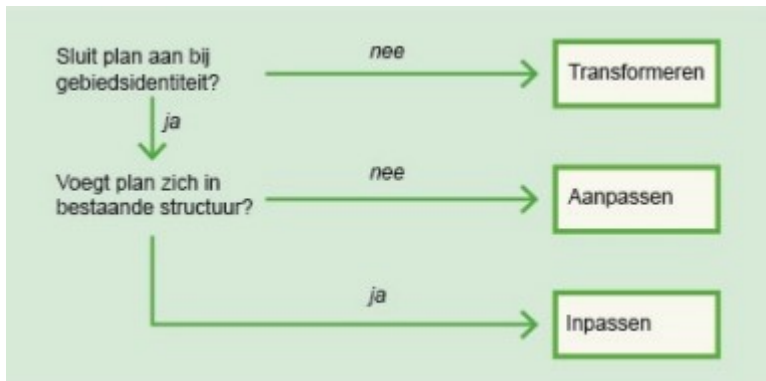 Sluit plan aan bij
gebiedsidentiteit?
nee
Transformeren
ja
Voegt plan zich in
bestaande structuur?
nee
Aanpassen
ja
Inpassen